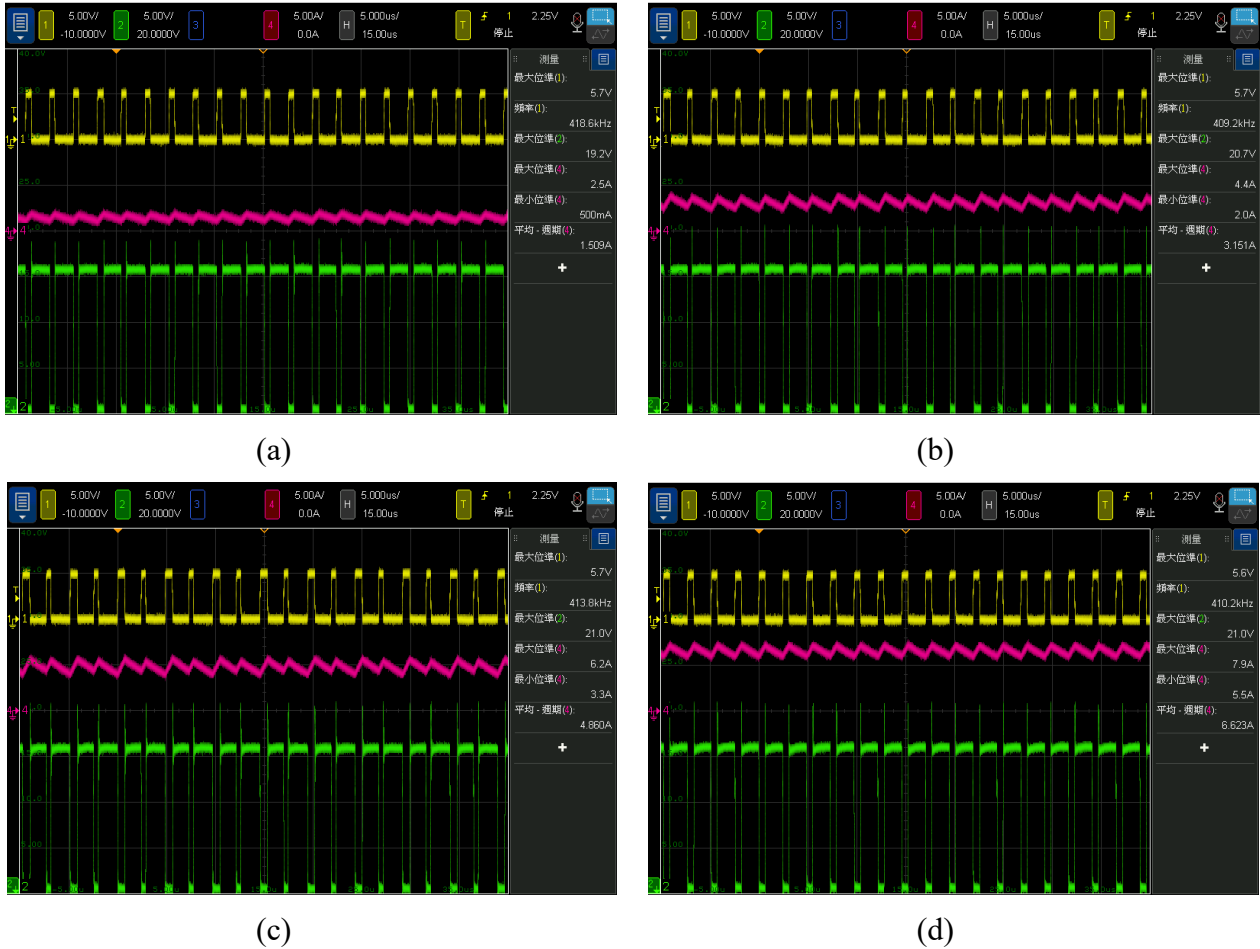 1 5.00V/ 2 5.00V/ 3 4 5.00A/ H 5.000us/ T 1 2.25V
-10.0000V 20.0000V 0.0A 15.00us 停止
測量
最大位準(1):
5.7V
頻率(1):
418.6kHz
最大位準(2):
19.2V
最大位準(4):
2.5A
最小位準(4):
500mA
平均 - 週期(4):
1.509A
+
(a)
1 5.00V/ 2 5.00V/ 3 4 5.00A/ H 5.000us/ T 1 2.25V
-10.0000V 20.0000V 0.0A 15.00us 停止
測量
最大位準(1):
5.7V
頻率(1):
409.2kHz
最大位準(2):
20.7V
最大位準(4):
4.4A
最小位準(4):
2.0A
平均 - 週期(4):
3.151A
+
(b)
1 5.00V/ 2 5.00V/ 3 4 5.00A/ H 5.000us/ T 1 2.25V
-10.0000V 20.0000V 0.0A 15.00us 停止
測量
最大位準(1):
5.7V
頻率(1):
413.8kHz
最大位準(2):
21.0V
最大位準(4):
6.2A
最小位準(4):
3.3A
平均 - 週期(4):
4.860A
+
(c)
1 5.00V/ 2 5.00V/ 3 4 5.00A/ H 5.000us/ T 1 2.25V
-10.0000V 20.0000V 0.0A 15.00us 停止
測量
最大位準(1):
5.6V
頻率(1):
410.2kHz
最大位準(2):
21.0V
最大位準(4):
7.9A
最小位準(4):
5.5A
平均 - 週期(4):
6.623A
+
(d)